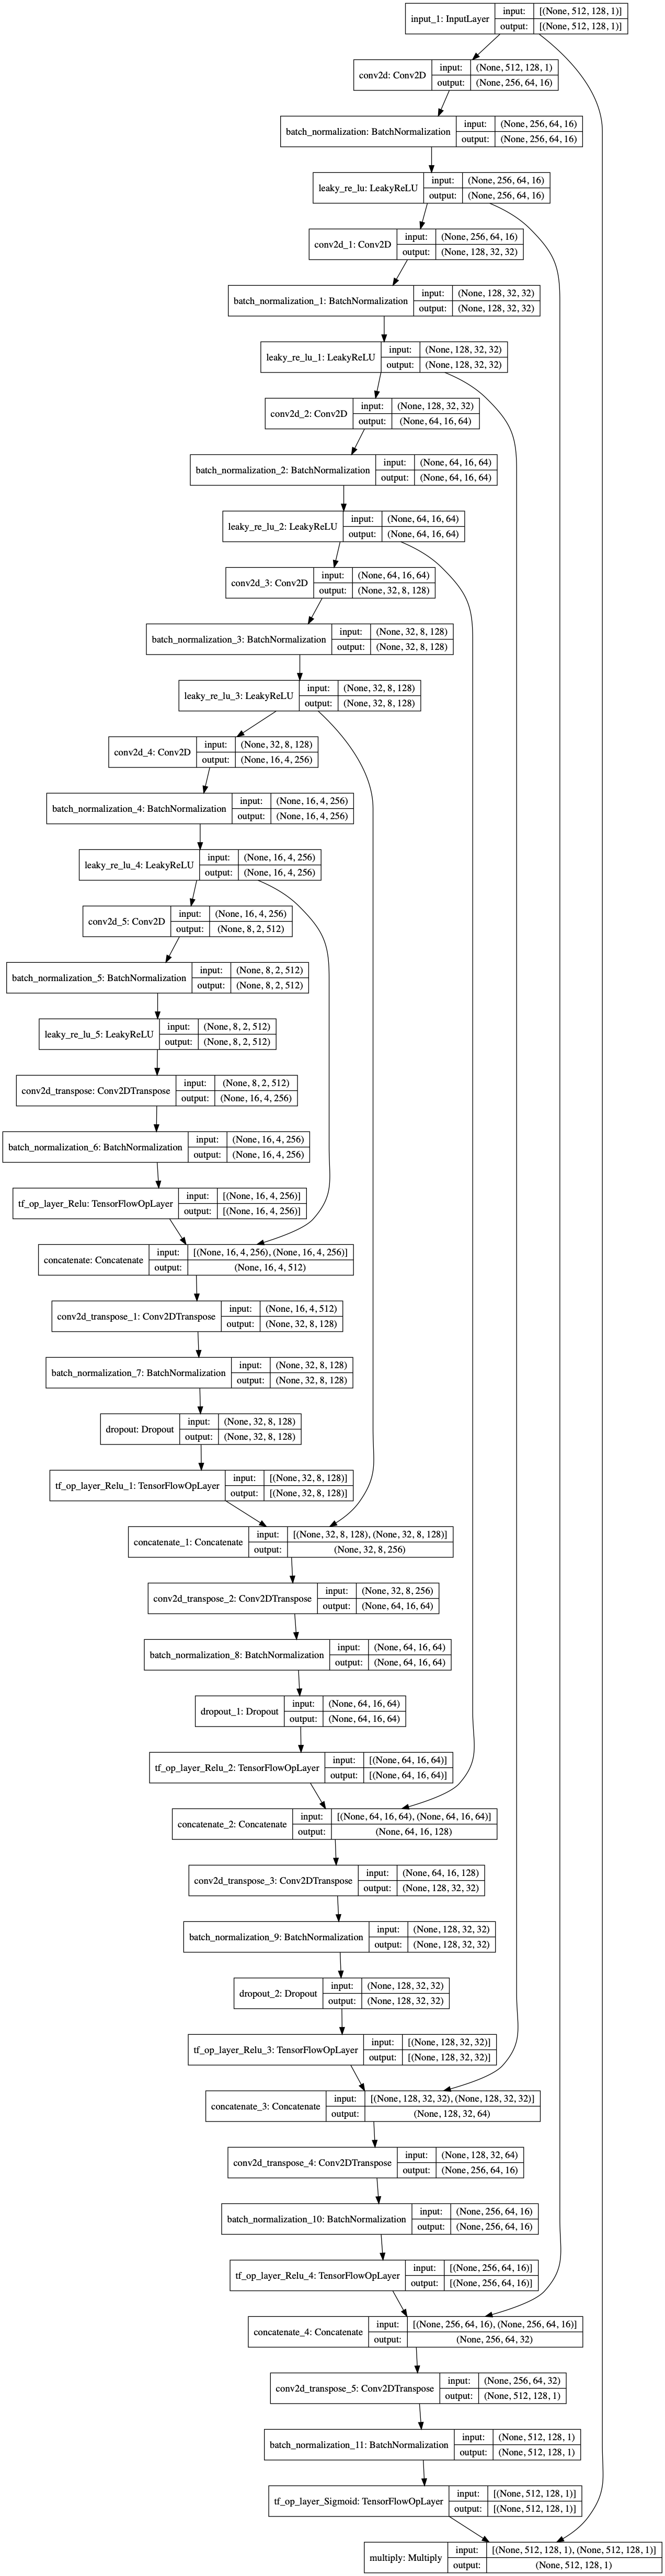 input_1: InputLayer
input: [(None, 512, 128, 1)]
output: [(None, 512, 128, 1)]
conv2d: Conv2D
input: (None, 512, 128, 1)
output: (None, 256, 64, 16)
batch_normalization: BatchNormalization
input: (None, 256, 64, 16)
output: (None, 256, 64, 16)
leaky_re_lu: LeakyReLU
input: (None, 256, 64, 16)
output: (None, 256, 64, 16)
conv2d_1: Conv2D
input: (None, 256, 64, 16)
output: (None, 128, 32, 32)
batch_normalization_1: BatchNormalization
input: (None, 128, 32, 32)
output: (None, 128, 32, 32)
leaky_re_lu_1: LeakyReLU
input: (None, 128, 32, 32)
output: (None, 128, 32, 32)
conv2d_2: Conv2D
input: (None, 128, 32, 32)
output: (None, 64, 16, 64)
batch_normalization_2: BatchNormalization
input: (None, 64, 16, 64)
output: (None, 64, 16, 64)
leaky_re_lu_2: LeakyReLU
input: (None, 64, 16, 64)
output: (None, 64, 16, 64)
conv2d_3: Conv2D
input: (None, 64, 16, 64)
output: (None, 32, 8, 128)
batch_normalization_3: BatchNormalization
input: (None, 32, 8, 128)
output: (None, 32, 8, 128)
leaky_re_lu_3: LeakyReLU
input: (None, 32, 8, 128)
output: (None, 32, 8, 128)
conv2d_4: Conv2D
input: (None, 32, 8, 128)
output: (None, 16, 4, 256)
batch_normalization_4: BatchNormalization
input: (None, 16, 4, 256)
output: (None, 16, 4, 256)
leaky_re_lu_4: LeakyReLU
input: (None, 16, 4, 256)
output: (None, 16, 4, 256)
conv2d_5: Conv2D
input: (None, 16, 4, 256)
output: (None, 8, 2, 512)
batch_normalization_5: BatchNormalization
input: (None, 8, 2, 512)
output: (None, 8, 2, 512)
leaky_re_lu_5: LeakyReLU
input: (None, 8, 2, 512)
output: (None, 8, 2, 512)
conv2d_transpose: Conv2DTranspose
input: (None, 8, 2, 512)
output: (None, 16, 4, 256)
batch_normalization_6: BatchNormalization
input: (None, 16, 4, 256)
output: (None, 16, 4, 256)
tf_op_layer_Relu: TensorFlowOpLayer
input: [(None, 16, 4, 256)]
output: [(None, 16, 4, 256)]
concatenate: Concatenate
input: [(None, 16, 4, 256), (None, 16, 4, 256)]
output: (None, 16, 4, 512)
conv2d_transpose_1: Conv2DTranspose
input: (None, 16, 4, 512)
output: (None, 32, 8, 128)
batch_normalization_7: BatchNormalization
input: (None, 32, 8, 128)
output: (None, 32, 8, 128)
dropout: Dropout
input: (None, 32, 8, 128)
output: (None, 32, 8, 128)
tf_op_layer_Relu_1: TensorFlowOpLayer
input: [(None, 32, 8, 128)]
output: [(None, 32, 8, 128)]
concatenate_1: Concatenate
input: [(None, 32, 8, 128), (None, 32, 8, 128)]
output: (None, 32, 8, 256)
conv2d_transpose_2: Conv2DTranspose
input: (None, 32, 8, 256)
output: (None, 64, 16, 64)
batch_normalization_8: BatchNormalization
input: (None, 64, 16, 64)
output: (None, 64, 16, 64)
dropout_1: Dropout
input: (None, 64, 16, 64)
output: (None, 64, 16, 64)
tf_op_layer_Relu_2: TensorFlowOpLayer
input: [(None, 64, 16, 64)]
output: [(None, 64, 16, 64)]
concatenate_2: Concatenate
input: [(None, 64, 16, 64), (None, 64, 16, 64)]
output: (None, 64, 16, 128)
conv2d_transpose_3: Conv2DTranspose
input: (None, 64, 16, 128)
output: (None, 128, 32, 32)
batch_normalization_9: BatchNormalization
input: (None, 128, 32, 32)
output: (None, 128, 32, 32)
dropout_2: Dropout
input: (None, 128, 32, 32)
output: (None, 128, 32, 32)
tf_op_layer_Relu_3: TensorFlowOpLayer
input: [(None, 128, 32, 32)]
output: [(None, 128, 32, 32)]
concatenate_3: Concatenate
input: [(None, 128, 32, 32), (None, 128, 32, 32)]
output: (None, 128, 32, 64)
conv2d_transpose_4: Conv2DTranspose
input: (None, 128, 32, 64)
output: (None, 256, 64, 16)
batch_normalization_10: BatchNormalization
input: (None, 256, 64, 16)
output: (None, 256, 64, 16)
tf_op_layer_Relu_4: TensorFlowOpLayer
input: [(None, 256, 64, 16)]
output: [(None, 256, 64, 16)]
concatenate_4: Concatenate
input: [(None, 256, 64, 16), (None, 256, 64, 16)]
output: (None, 256, 64, 32)
conv2d_transpose_5: Conv2DTranspose
input: (None, 256, 64, 32)
output: (None, 512, 128, 1)
batch_normalization_11: BatchNormalization
input: (None, 512, 128, 1)
output: (None, 512, 128, 1)
tf_op_layer_Sigmoid: TensorFlowOpLayer
input: [(None, 512, 128, 1)]
output: [(None, 512, 128, 1)]
multiply: Multiply
input: [(None, 512, 128, 1), (None, 512, 128, 1)]
output: (None, 512, 128, 1)